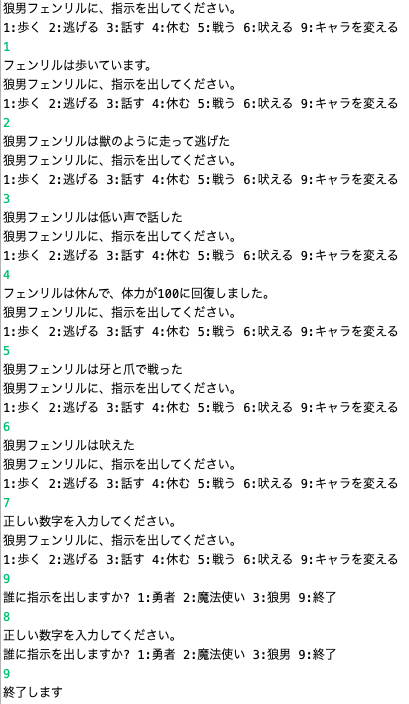 狼男フェンリルに、指示を出してください。
1:歩く 2:逃げる 3:話す 4:休む 5:戦う 6:吠える 9:キャラを変える
1
フェンリルは歩いています。
狼男フェンリルに、指示を出してください。
1:歩く 2:逃げる 3:話す 4:休む 5:戦う 6:吠える 9:キャラを変える
2
狼男フェンリルは獣のように走って逃げた
狼男フェンリルに、指示を出してください。
1:歩く 2:逃げる 3:話す 4:休む 5:戦う 6:吠える 9:キャラを変える
3
狼男フェンリルは低い声で話した
狼男フェンリルに、指示を出してください。
1:歩く 2:逃げる 3:話す 4:休む 5:戦う 6:吠える 9:キャラを変える
4
フェンリルは休んで、体力が100に回復しました。
狼男フェンリルに、指示を出してください。
1:歩く 2:逃げる 3:話す 4:休む 5:戦う 6:吠える 9:キャラを変える
5
狼男フェンリルは牙と爪で戦った
狼男フェンリルに、指示を出してください。
1:歩く 2:逃げる 3:話す 4:休む 5:戦う 6:吠える 9:キャラを変える
6
狼男フェンリルは吠えた
狼男フェンリルに、指示を出してください。
1:歩く 2:逃げる 3:話す 4:休む 5:戦う 6:吠える 9:キャラを変える
7
正しい数字を入力してください。
狼男フェンリルに、指示を出してください。
1:歩く 2:逃げる 3:話す 4:休む 5:戦う 6:吠える 9:キャラを変える
9
誰に指示を出しますか? 1:勇者 2:魔法使い 3:狼男 9:終了
8
正しい数字を入力してください。
誰に指示を出しますか? 1:勇者 2:魔法使い 3:狼男 9:終了
9
終了します